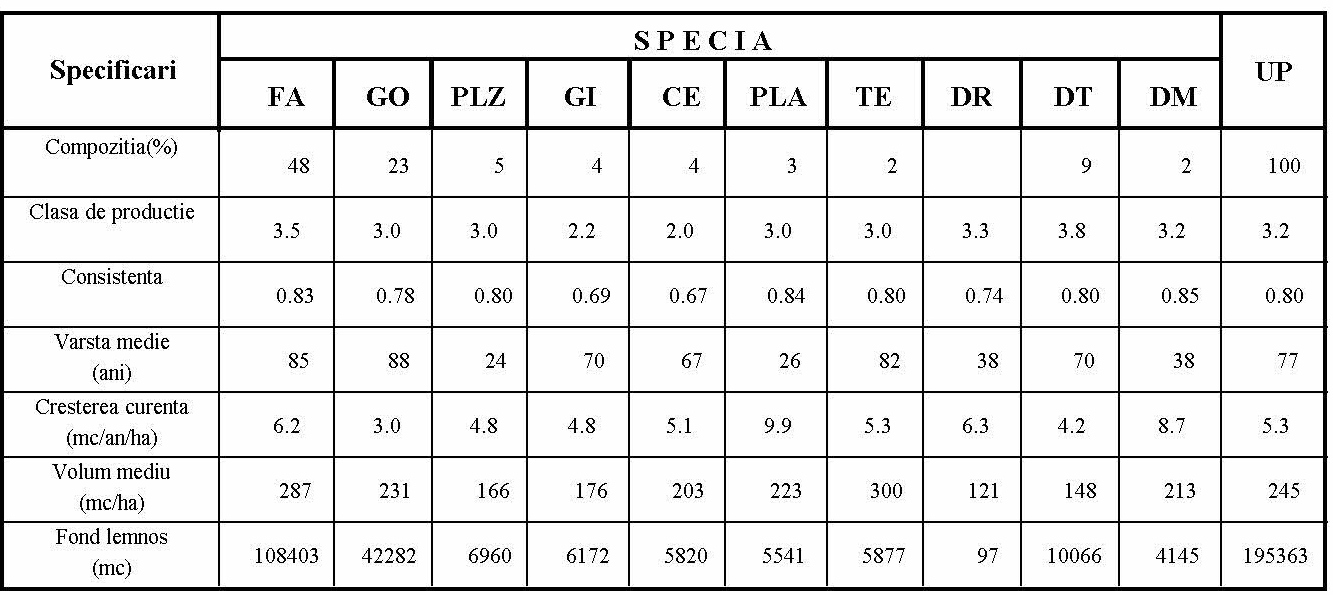 Specificari S P E C I A UP
FA GO PLZ GI CE PLA TE DR DT DM
Compozitia(%) 48 23 5 4 4 3 2 9 2 100
Clasa de productie 3.5 3.0 3.0 2.2 2.0 3.0 3.0 3.3 3.8 3.2 3.2
Consistenta 0.83 0.78 0.80 0.69 0.67 0.84 0.80 0.74 0.80 0.85 0.80
Varsta medie
(ani) 85 88 24 70 67 26 82 38 70 38 77
Cresterea curenta
(mc/an/ha) 6.2 3.0 4.8 4.8 5.1 9.9 5.3 6.3 4.2 8.7 5.3
Volum mediu
(mc/ha) 287 231 166 176 203 223 300 121 148 213 245
Fond lemnos
(mc) 108403 42282 6960 6172 5820 5541 5877 97 10066 4145 195363